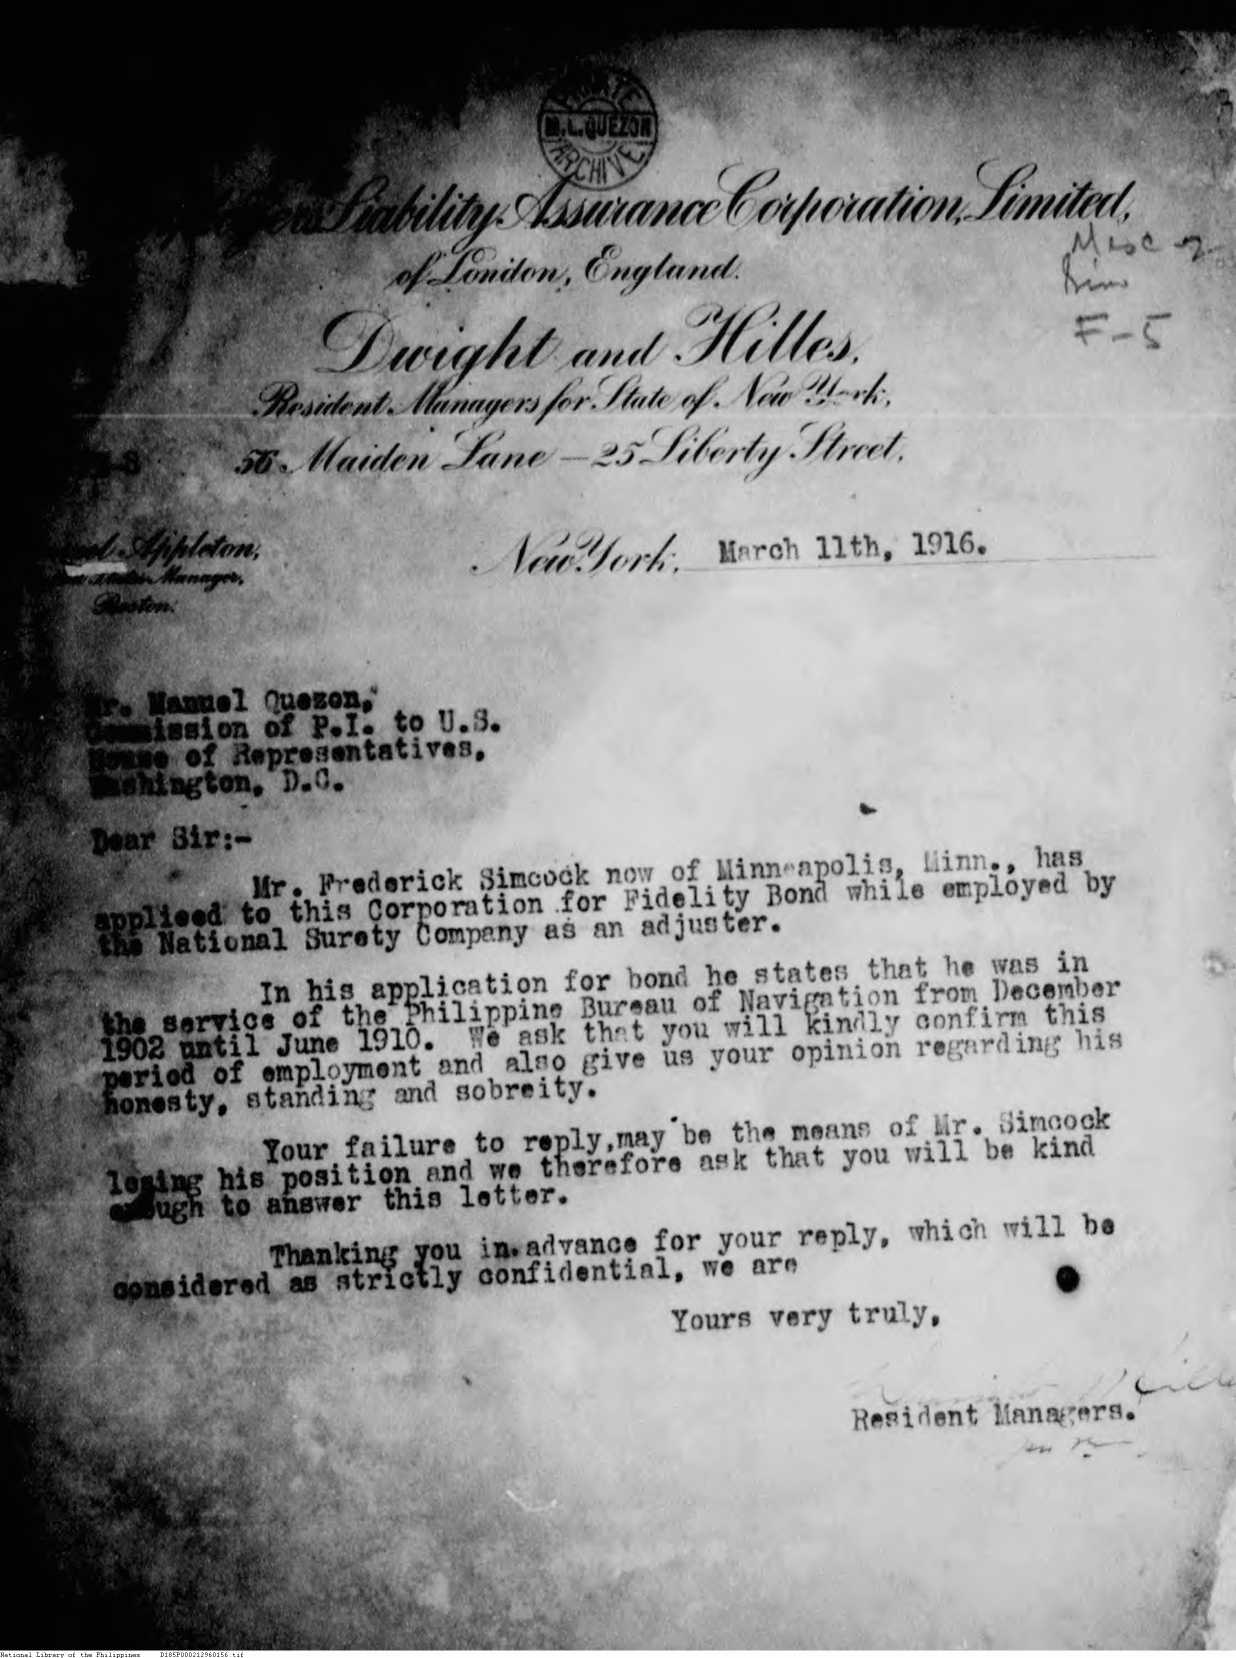 PRIVATE
M.L.QUEZON
ARCHIVE
Liability Assurance Corporation, Limited,
of London, England.
Misc
F-5
Dwight and Hilles,
Resident Managers for State of New York,
56 Maiden Lane — 25 Liberty Street.
Appleton,
Manager,
Boston.
New York, March 11th, 1916.
Mr. Manuel Quezon,
Commission of P.I. to U.S.
House of Representatives,
Washington, D.C.
Dear Sir:-
Mr. Frederick Simcock now of Minneapolis, Minn., has
applieed to this Corporation for Fidelity Bond while employed by
the National Surety Company as an adjuster.
In his application for bond he states that he was in
the service of the Philippine Bureau of Navigation from December
1902 until June 1910. We ask that you will kindly confirm this
period of employment and also give us your opinion regarding his
honesty, standing and sobreity.
Your failure to reply,may be the means of Mr. Simcock
losing his position and we therefore ask that you will be kind
enough to answer this letter.
Thanking you in advance for your reply, which will be
considered as strictly confidential, we are
Yours very truly,
Resident Managers.
National Library of the Philippines D185P000212960156.tif